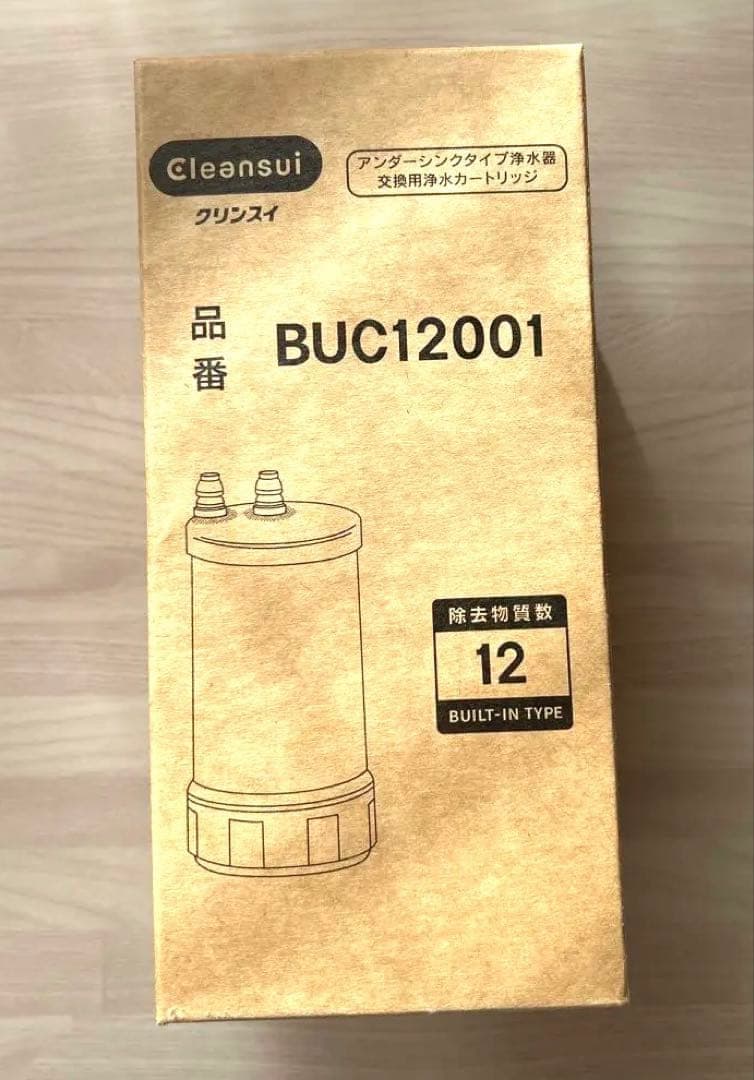 Cleansui
クリンスイ
アンダーシンクタイプ浄水器
交換用浄水カートリッジ
品番
BUC12001
除去物質数
12
BUILT-IN TYPE